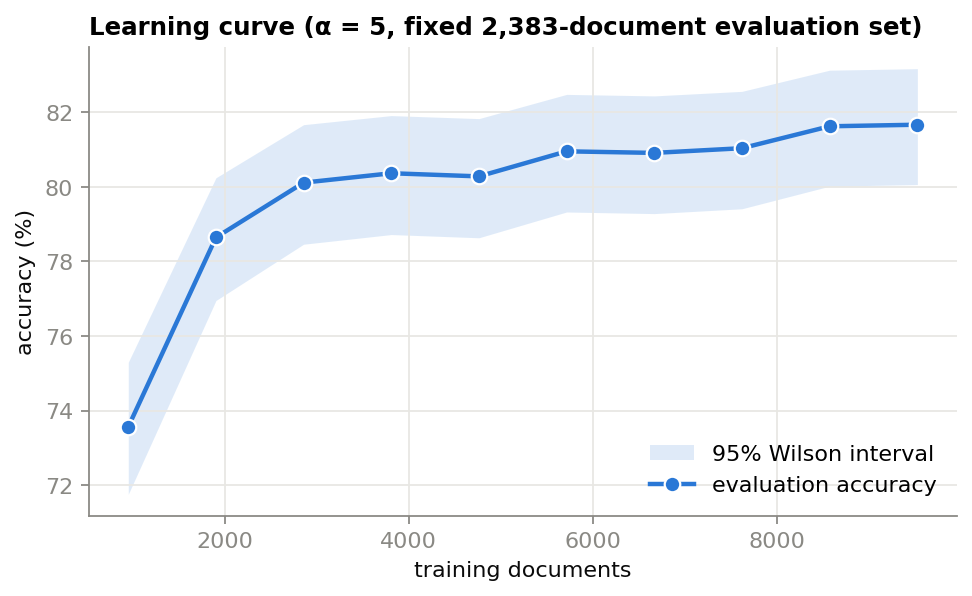 Learning curve (α = 5, fixed 2,383-document evaluation set)
accuracy (%)
82
80
78
76
74
72
95% Wilson interval
evaluation accuracy
2000 4000 6000 8000
training documents